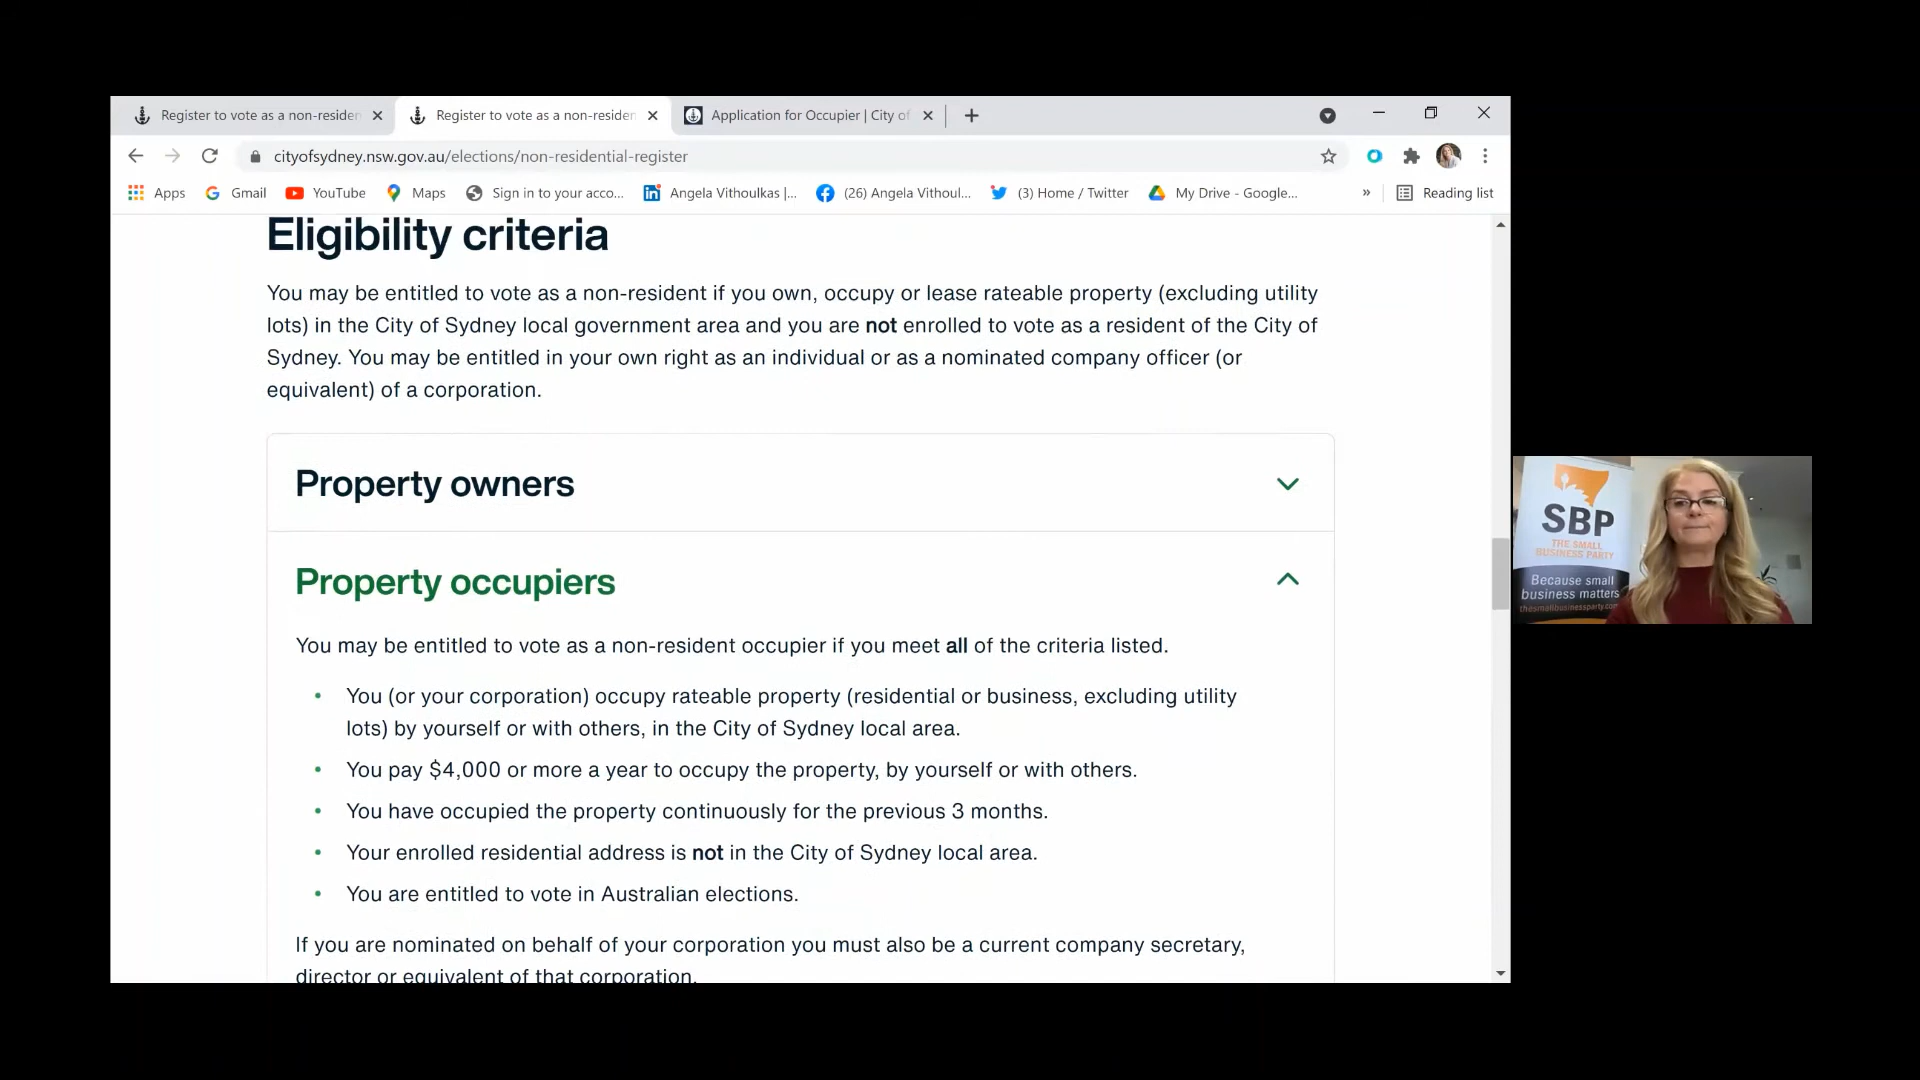 Register to vote as a non-residen
Register to vote as a non-residen
Application for Occupier | City of
cityofsydney.nsw.gov.au/elections/non-residential-register
Apps
Gmail
YouTube
Maps
Sign in to your acco...
Angela Vithoulkas |...
(26) Angela Vithoul...
(3) Home / Twitter
My Drive - Google...
»
Reading list
Eligibility criteria
You may be entitled to vote as a non-resident if you own, occupy or lease rateable property (excluding utility
lots) in the City of Sydney local government area and you are not enrolled to vote as a resident of the City of
Sydney. You may be entitled in your own right as an individual or as a nominated company officer (or
equivalent) of a corporation.
Property owners
Property occupiers
You may be entitled to vote as a non-resident occupier if you meet all of the criteria listed.
• You (or your corporation) occupy rateable property (residential or business, excluding utility
lots) by yourself or with others, in the City of Sydney local area.
• You pay $4,000 or more a year to occupy the property, by yourself or with others.
• You have occupied the property continuously for the previous 3 months.
• Your enrolled residential address is not in the City of Sydney local area.
• You are entitled to vote in Australian elections.
If you are nominated on behalf of your corporation you must also be a current company secretary,
director or equivalent of that corporation.
SBP
THE SMALL
BUSINESS PARTY
Because small
business matters
thesmallbusinessparty.com